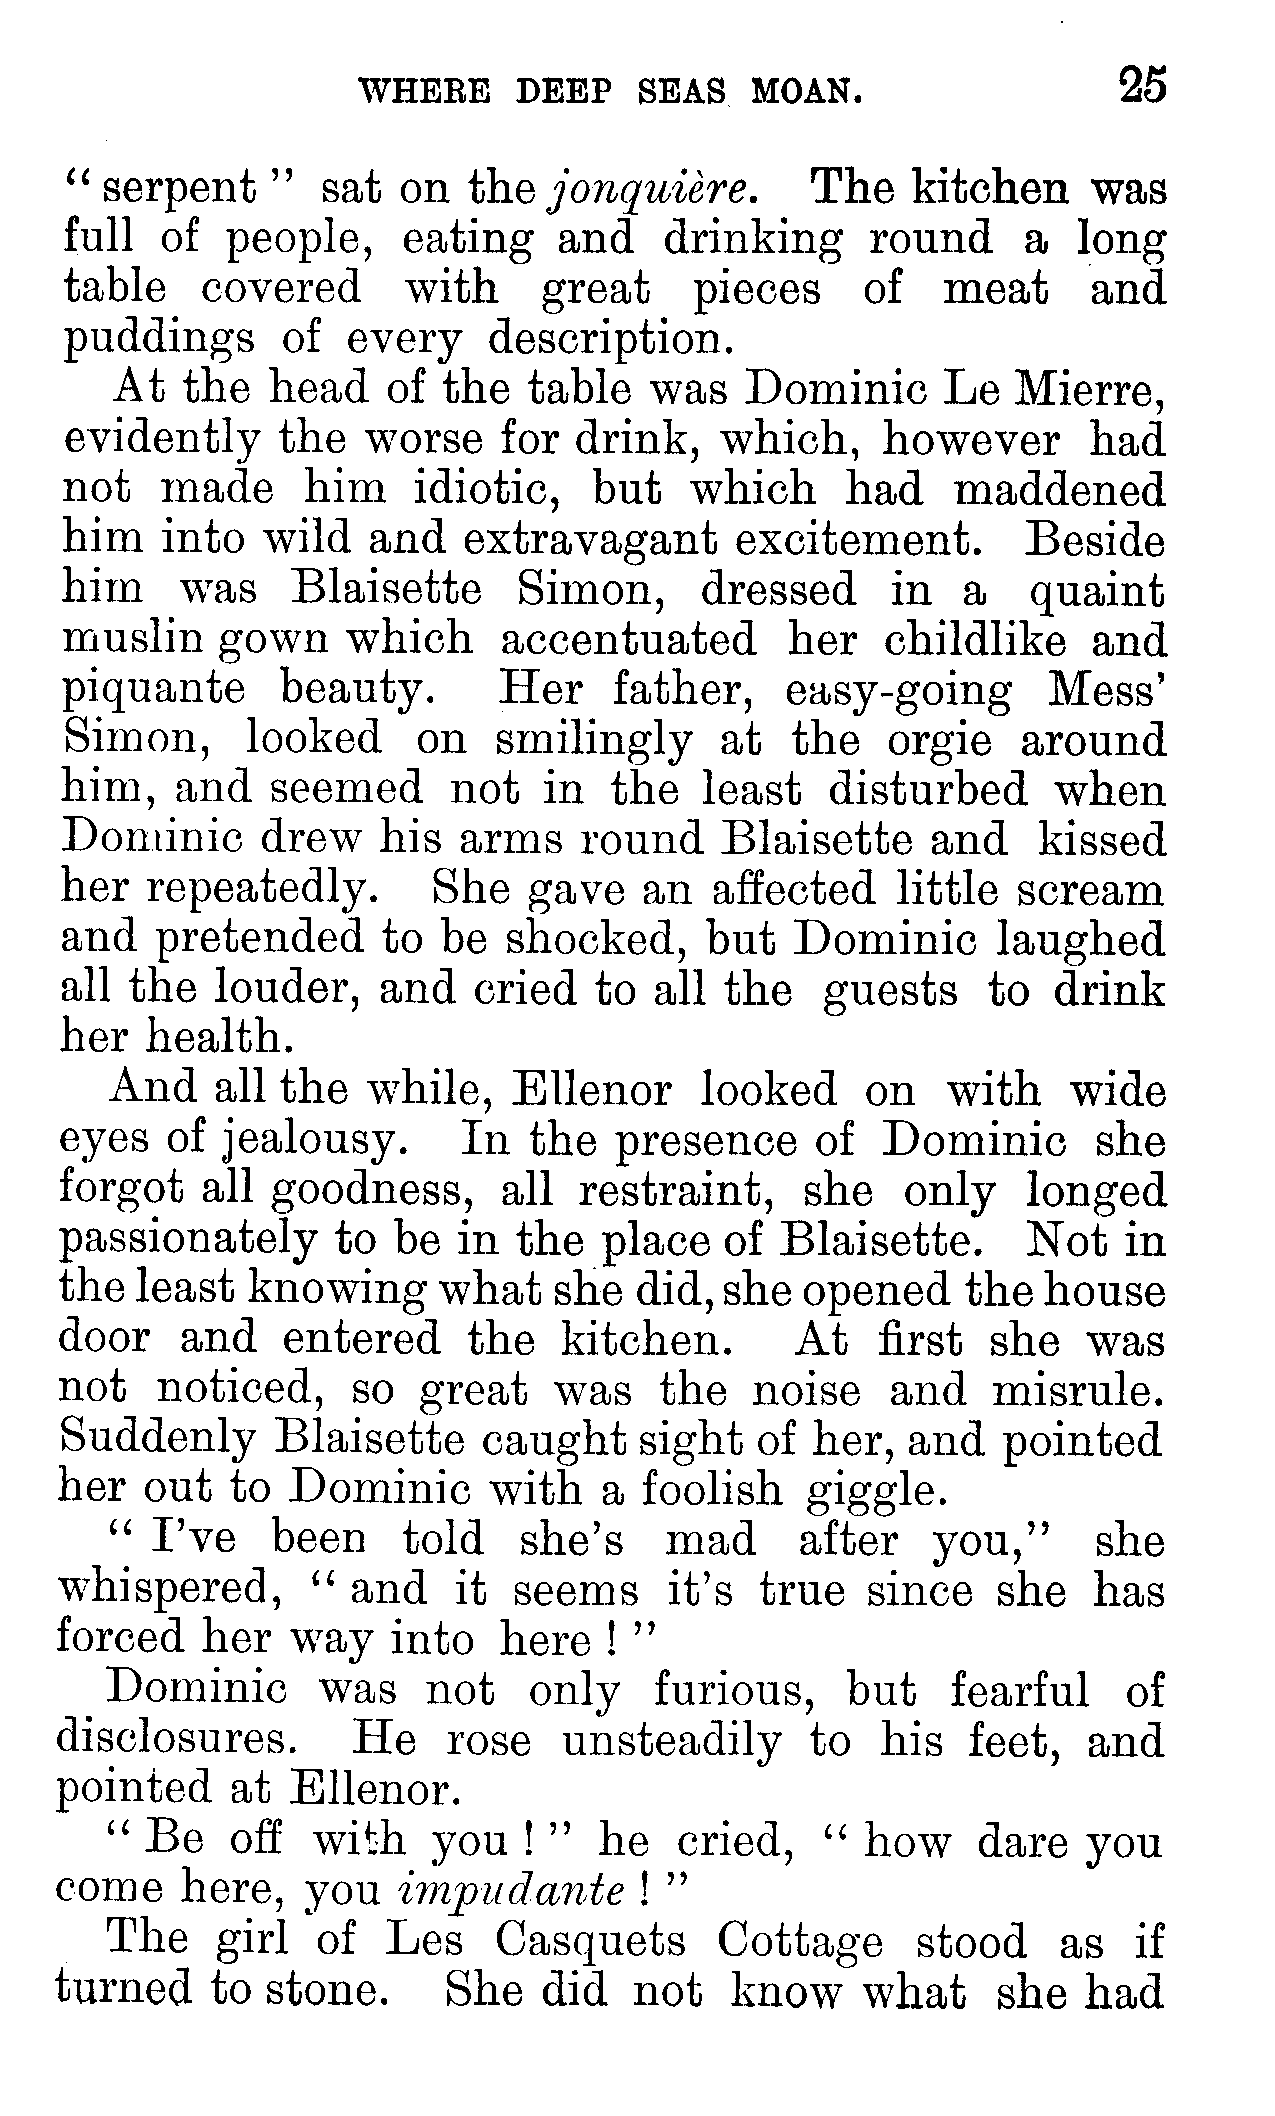 WHERE DEEP SEAS MOAN. 25
" serpent " sat on the jonquière. The kitchen was
full of people, eating and drinking round a long
table covered with great pieces of meat and
puddings of every description.
At the head of the table was Dominic Le Mierre,
evidently the worse for drink, which, however had
not made him idiotic, but which had maddened
him into wild and extravagant excitement. Beside
him was Blaisette Simon, dressed in a quaint
muslin gown which accentuated her childlike and
piquante beauty. Her father, easy-going Mess'
Simon, looked on smilingly at the orgie around
him, and seemed not in the least disturbed when
Dominic drew his arms round Blaisette and kissed
her repeatedly. She gave an affected little scream
and pretended to be shocked, but Dominic laughed
all the louder, and cried to all the guests to drink
her health.
And all the while, Ellenor looked on with wide
eyes of jealousy. In the presence of Dominic she
forgot all goodness, all restraint, she only longed
passionately to be in the place of Blaisette. Not in
the least knowing what she did, she opened the house
door and entered the kitchen. At first she was
not noticed, so great was the noise and misrule.
Suddenly Blaisette caught sight of her, and pointed
her out to Dominic with a foolish giggle.
" I've been told she's mad after you," she
whispered, " and it seems it's true since she has
forced her way into here ! "
Dominic was not only furious, but fearful of
disclosures. He rose unsteadily to his feet, and
pointed at Ellenor.
" Be off with you ! " he cried, " how dare you
come here, you impudante ! "
The girl of Les Casquets Cottage stood as if
turned to stone. She did not know what she had